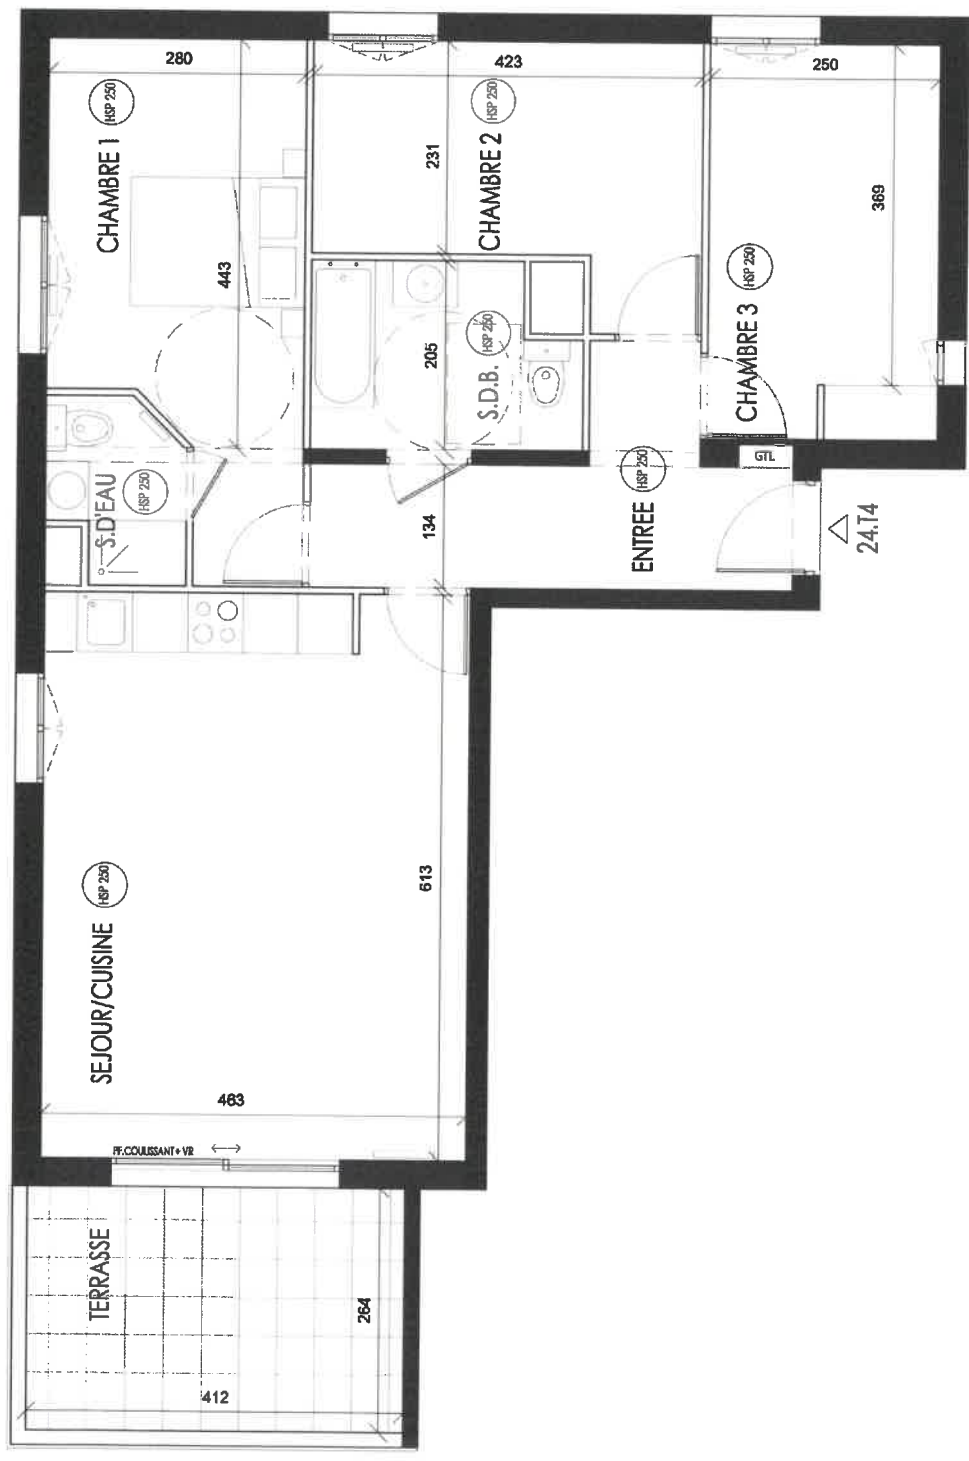 280
423
250
CHAMBRE 1
HSP 250
443
231
CHAMBRE 2
HSP 250
369
CHAMBRE 3
HSP 250
205
S.D.B.
HSP 250
S.D'EAU
HSP 250
134
ENTREE
HSP 250
GTL
24.T4
SEJOUR/CUISINE
HSP 250
613
463
PF.COULISSANT + VR
TERRASSE
264
412